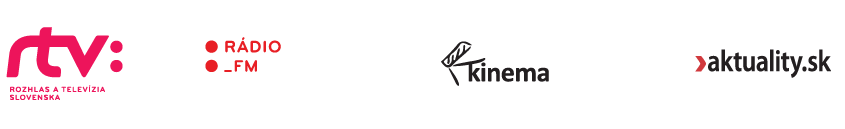 rtv:
ROZHLAS A TELEVÍZIA
SLOVENSKA
RÁDIO
_FM
kinema
aktuality.sk